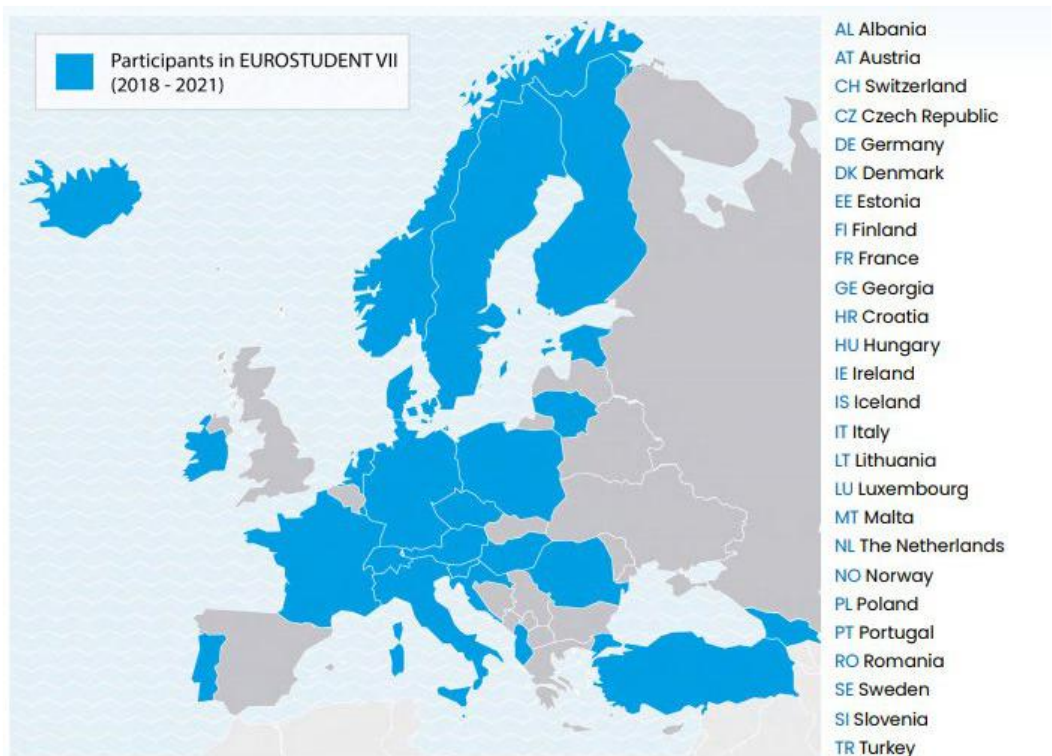 Participants in EUROSTUDENT VII
(2018 - 2021)
AL Albania
AT Austria
CH Switzerland
CZ Czech Republic
DE Germany
DK Denmark
EE Estonia
FI Finland
FR France
GE Georgia
HR Croatia
HU Hungary
IE Ireland
IS Iceland
IT Italy
LT Lithuania
LU Luxembourg
MT Malta
NL The Netherlands
NO Norway
PL Poland
PT Portugal
RO Romania
SE Sweden
SI Slovenia
TR Turkey